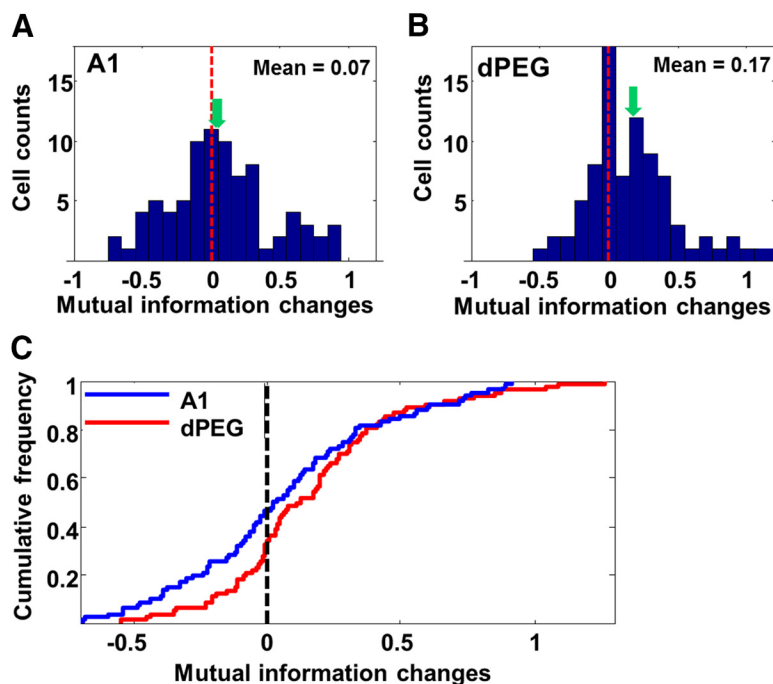 A
A1
Mean = 0.07
Cell counts
15
10
5
-1
-0.5
0
0.5
1
Mutual information changes
B
dPEG
Mean = 0.17
Cell counts
15
10
5
-1
-0.5
0
0.5
1
Mutual information changes
C
A1
dPEG
Cumulative frequency
1
0.8
0.6
0.4
0.2
-0.5
0
0.5
1
Mutual information changes